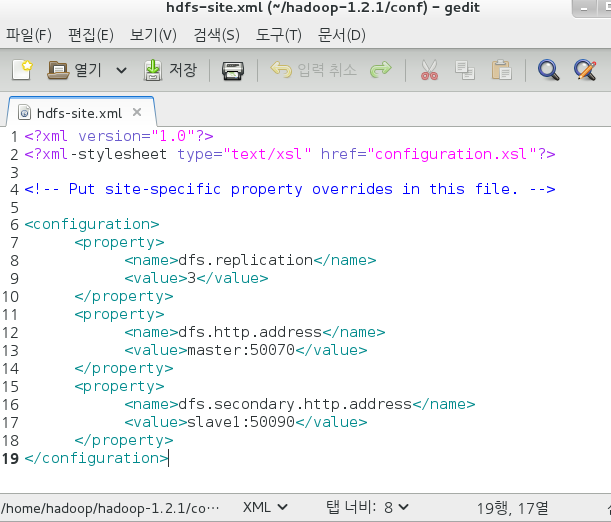 hdfs-site.xml (~/hadoop-1.2.1/conf) - gedit
파일(F) 편집(E) 보기(V) 검색(S) 도구(T) 문서(D)
열기 저장 입력 취소
hdfs-site.xml ×
1 <?xml version="1.0"?>
2 <?xml-stylesheet type="text/xsl" href="configuration.xsl"?>
3
4 <!-- Put site-specific property overrides in this file. -->
5
6 <configuration>
7 <property>
8 <name>dfs.replication</name>
9 <value>3</value>
10 </property>
11 <property>
12 <name>dfs.http.address</name>
13 <value>master:50070</value>
14 </property>
15 <property>
16 <name>dfs.secondary.http.address</name>
17 <value>slave1:50090</value>
18 </property>
19 </configuration>
/home/hadoop/hadoop-1.2.1/co··· XML 탭 너비: 8 19행, 17열